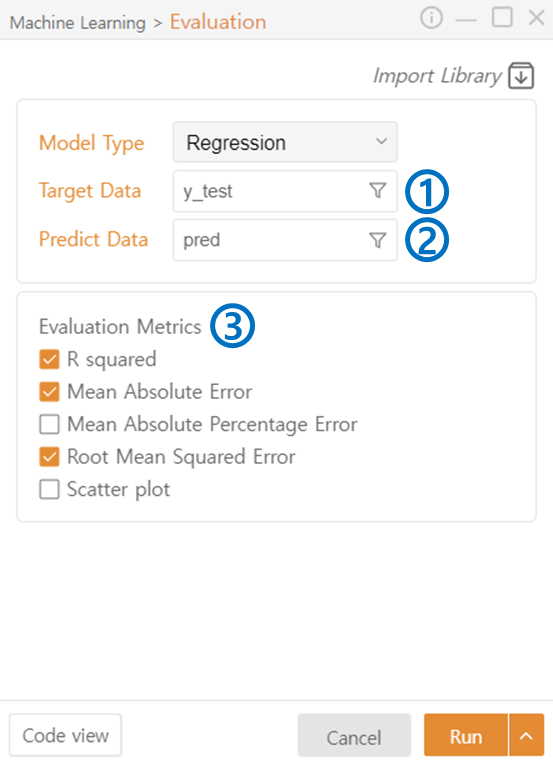 Machine Learning > Evaluation
Import Library
Model Type Regression
Target Data y_test ①
Predict Data pred ②
Evaluation Metrics ③
R squared
Mean Absolute Error
Mean Absolute Percentage Error
Root Mean Squared Error
Scatter plot
Code view Cancel Run